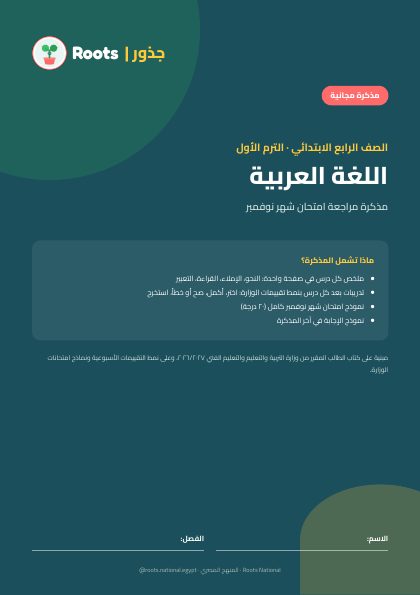 Roots | جذور
مذكرة مجانية
الصف الرابع الابتدائي · الترم الأول
اللغة العربية
مذكرة مراجعة امتحان شهر نوفمبر
ماذا تشمل المذكرة؟
ملخص كل درس في صفحة واحدة: النحو، الإملاء، القراءة، التعبير
تدريبات بعد كل درس بنمط تقييمات الوزارة: اختر، أكمل، صح أو خطأ، استخرج
نموذج امتحان شهر نوفمبر كامل (٢٠ درجة)
نموذج الإجابة في آخر المذكرة
مبنية على كتاب الطالب المقرر من وزارة التربية والتعليم والتعليم الفني ٢٠٢٦/٢٠٢٧، وعلى نمط التقييمات الأسبوعية ونماذج امتحانات
الوزارة.
الاسم:
الفصل:
Roots National · المنهج المصري · @roots.national.egypt